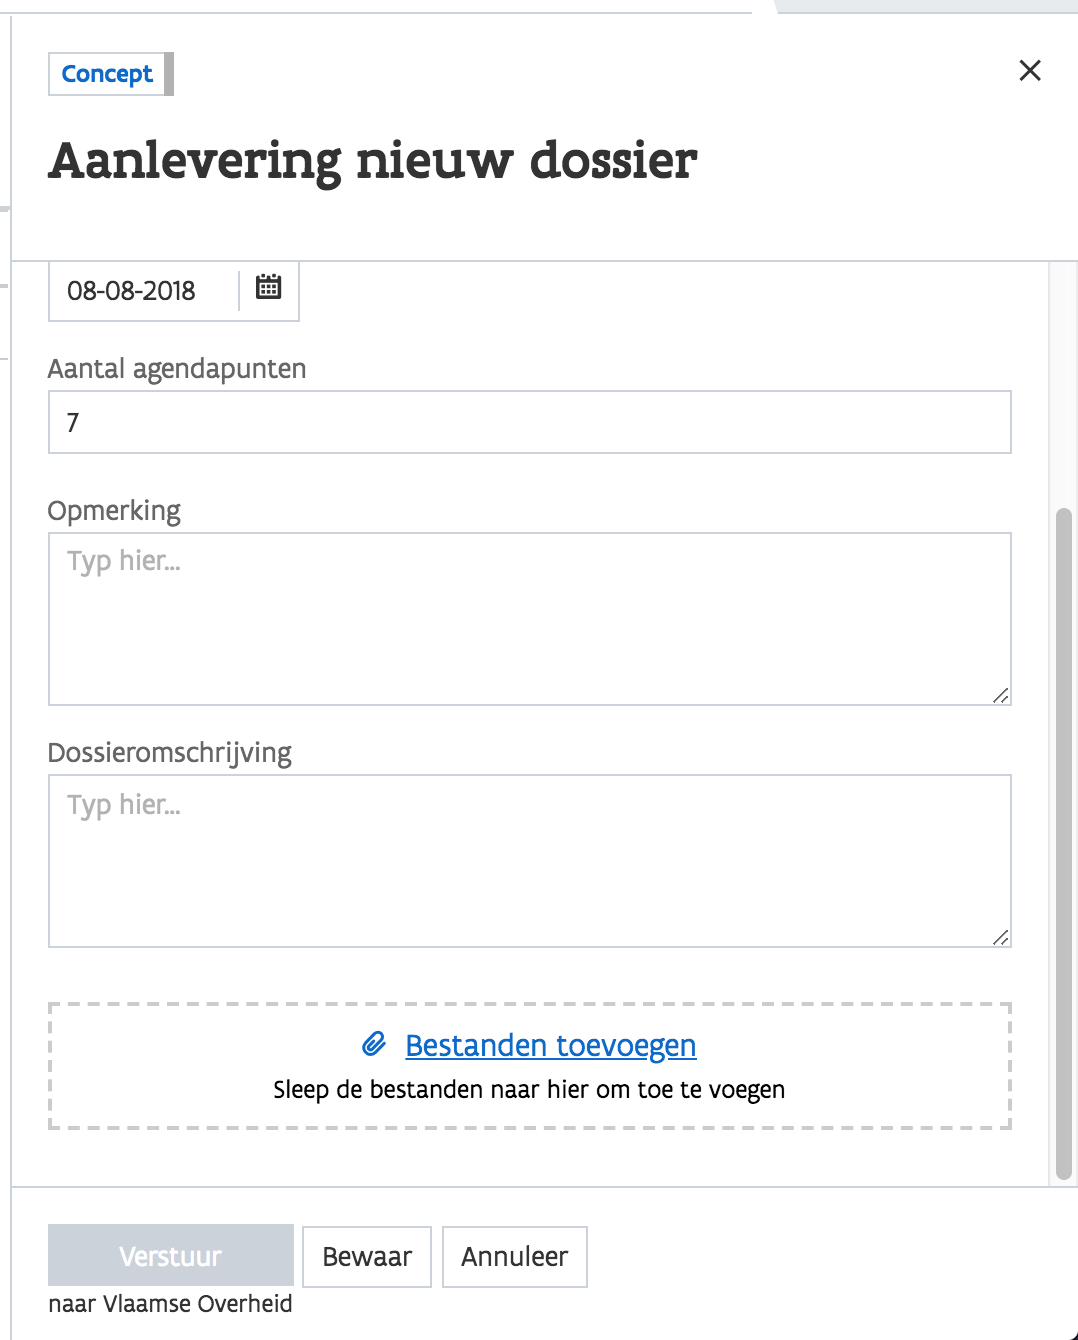 Concept
Aanlevering nieuw dossier
08-08-2018
Aantal agendapunten
7
Opmerking
Typ hier...
Dossieromschrijving
Typ hier...
Bestanden toevoegen
Sleep de bestanden naar hier om toe te voegen
Verstuur Bewaar Annuleer
naar Vlaamse Overheid